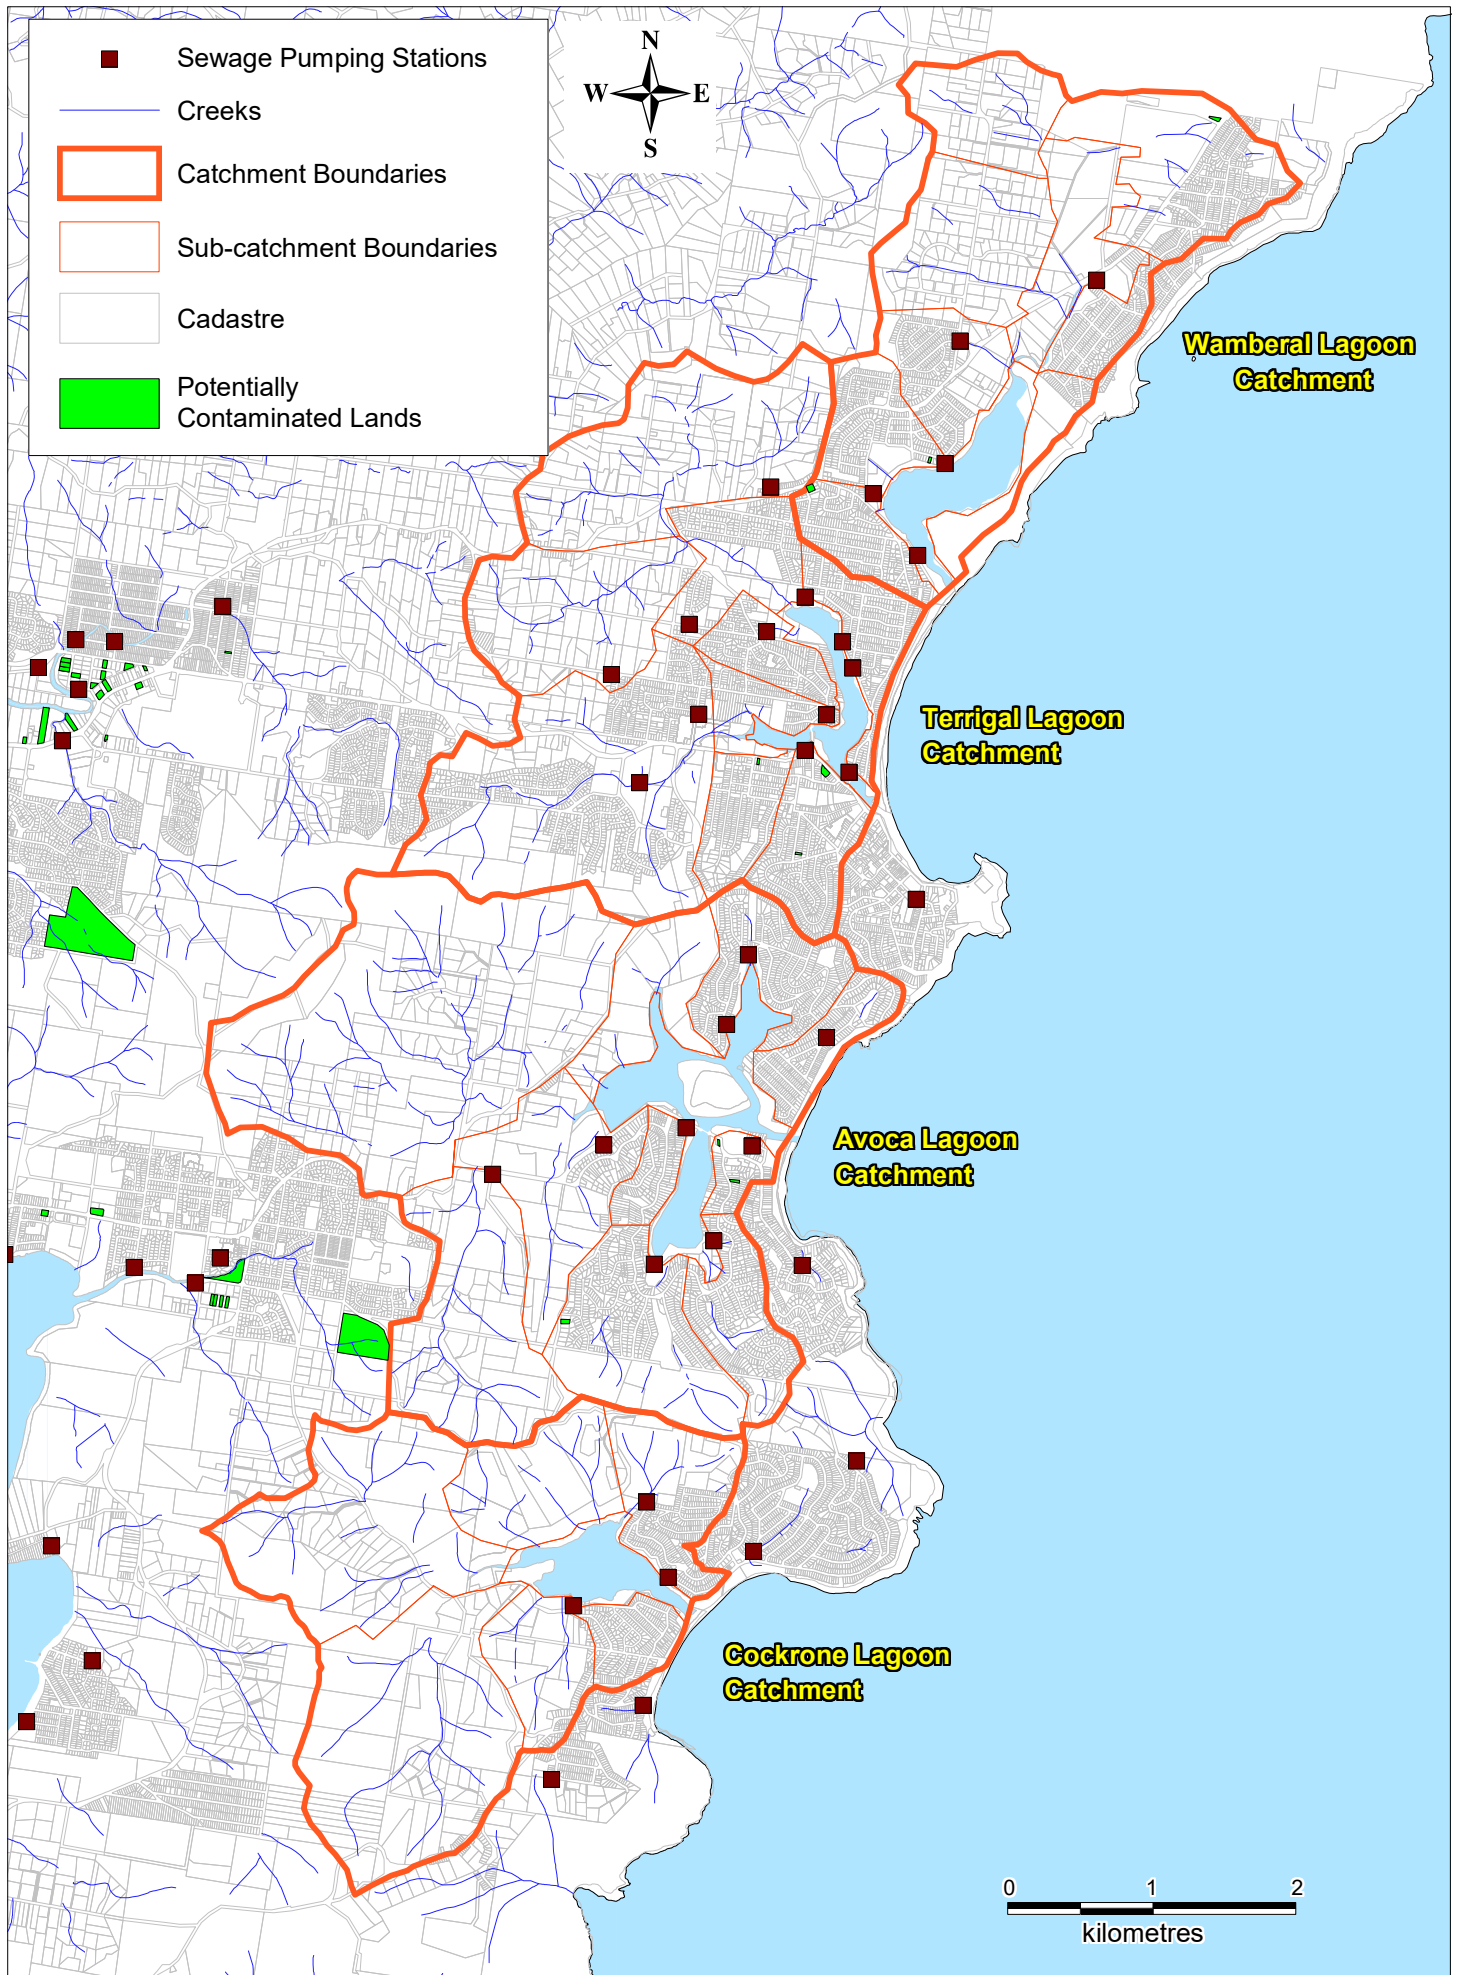 Sewage Pumping Stations
Creeks
Catchment Boundaries
Sub-catchment Boundaries
Cadastre
Potentially
Contaminated Lands
N
W E
S
Wamberal Lagoon
Catchment
Terrigal Lagoon
Catchment
Avoca Lagoon
Catchment
Cockrone Lagoon
Catchment
0 1 2
kilometres